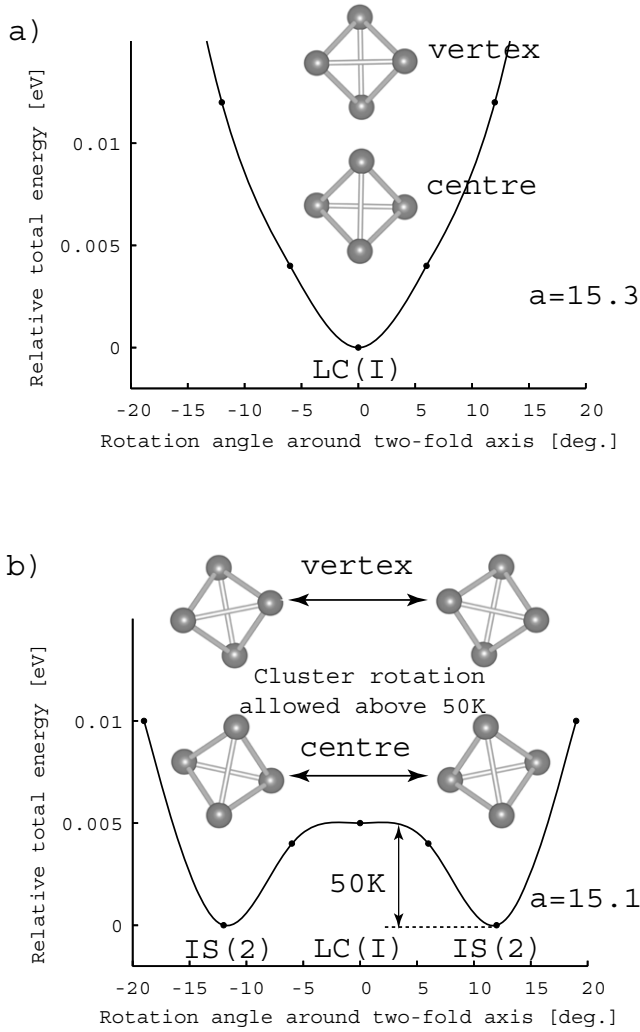 a)
vertex
centre
a=15.3
Relative total energy [eV]
0.01
0.005
0
LC(I)
-20 -15 -10 -5 0 5 10 15 20
Rotation angle around two-fold axis [deg.]
b)
vertex
Cluster rotation
allowed above 50K
centre
Relative total energy [eV]
0.01
0.005
0
50K
a=15.1
IS(2) LC(I) IS(2)
-20 -15 -10 -5 0 5 10 15 20
Rotation angle around two-fold axis [deg.]